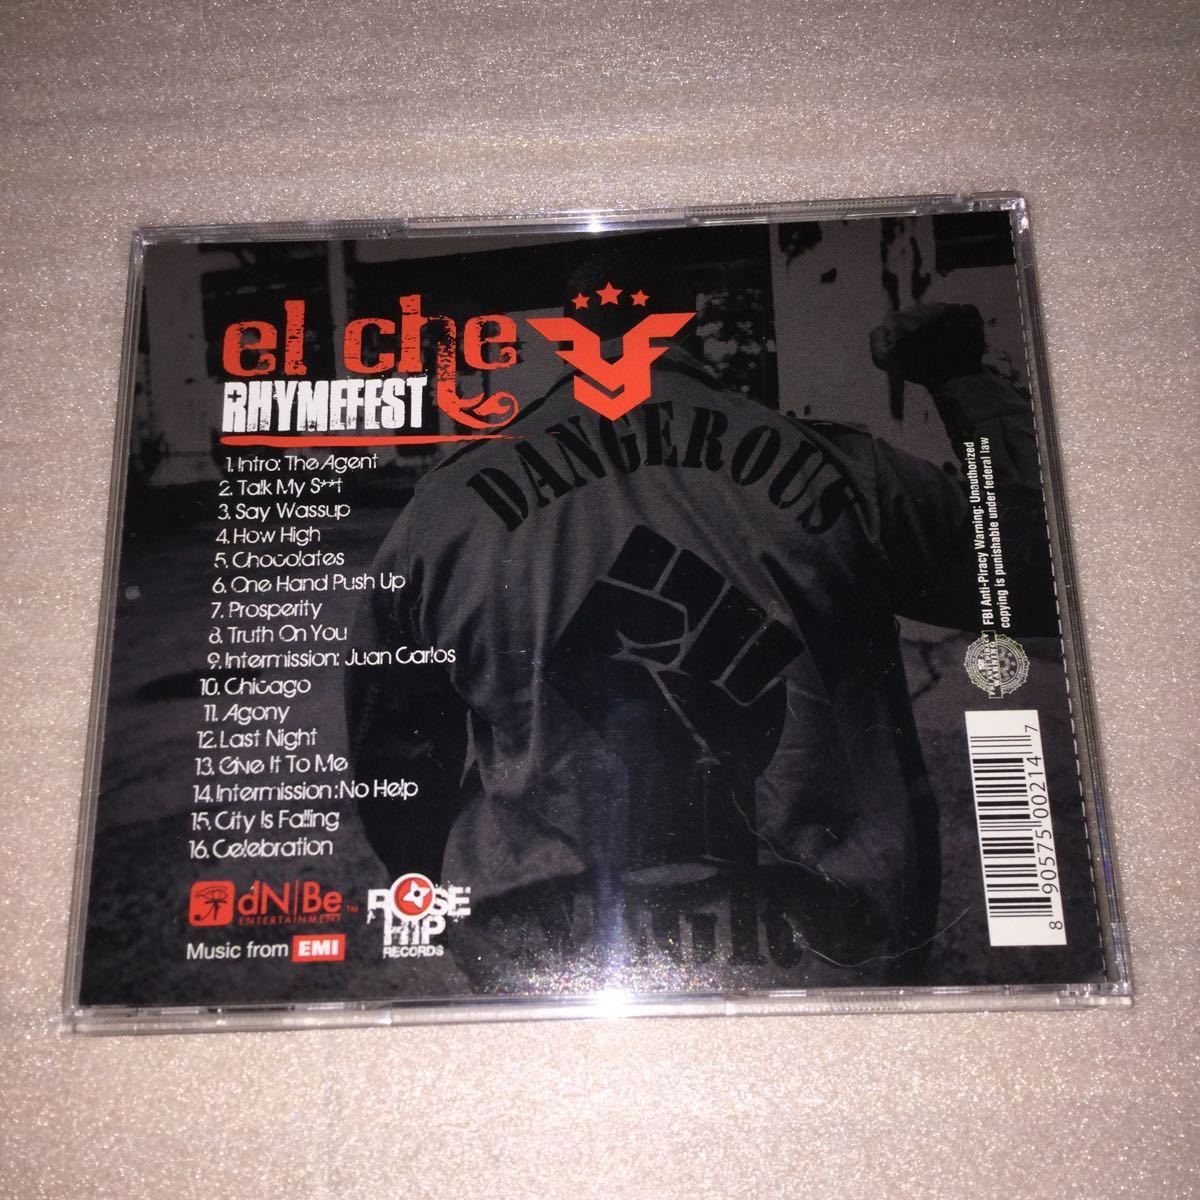 el che
RHYMEFEST
DANGEROUS
1. Intro: The Agent
2. Talk My S**t
3. Say Wassup
4. How High
5. Chocolates
6. One Hand Push Up
7. Prosperity
8. Truth On You
9. Intermission: Juan Carlos
10. Chicago
11. Agony
12. Last Night
13. Give It To Me
14. Intermission: No Help
15. City Is Falling
16. Celebration
dN|Be™
ENTERTAINMENT
ROSE
HIP
RECORDS
Music from EMI
FBI Anti-Piracy Warning: Unauthorized
copying is punishable under federal law
8 90575 00214 7